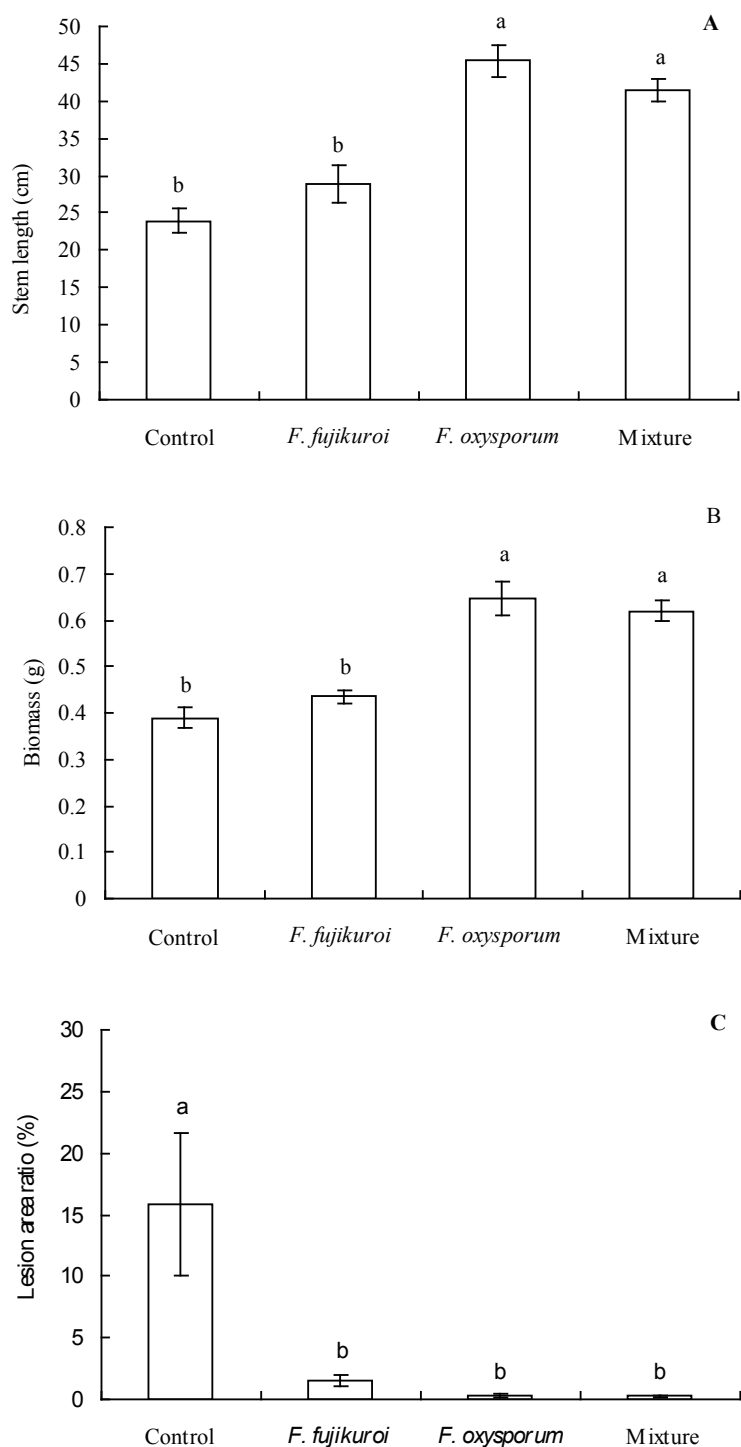 A
50
45
40
35
30
25
20
15
10
5
0
Stem length (cm)
b
b
a
a
Control F. fujikuroi F. oxysporum Mixture
B
0.8
0.7
0.6
0.5
0.4
0.3
0.2
0.1
0
Biomass (g)
b
b
a
a
Control F. fujikuroi F. oxysporum Mixture
C
30
25
20
15
10
5
0
Lesion area ratio (%)
a
b
b
b
Control F. fujikuroi F. oxysporum Mixture